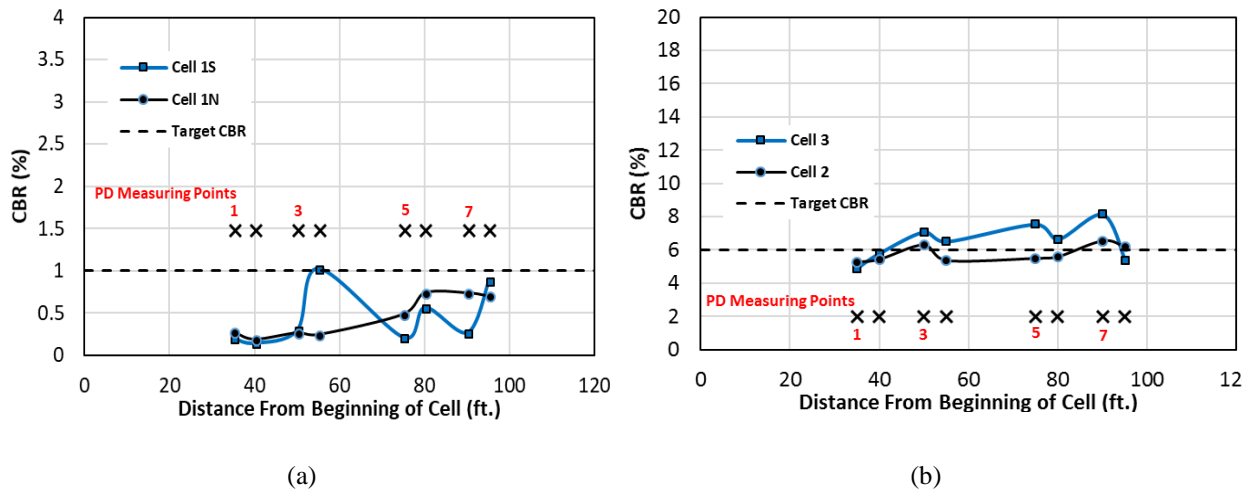 4
3.5
3
2.5
2
1.5
1
0.5
0
CBR (%)
Cell 1S
Cell 1N
Target CBR
PD Measuring Points
1 3 5 7
0 20 40 60 80 100 120
Distance From Beginning of Cell (ft.)
(a)
20
18
16
14
12
10
8
6
4
2
0
CBR (%)
Cell 3
Cell 2
Target CBR
PD Measuring Points
1 3 5 7
0 20 40 60 80 100 12
Distance From Beginning of Cell (ft.)
(b)